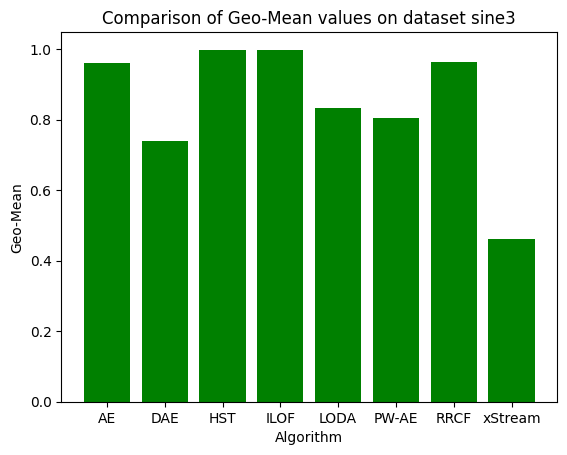 Comparison of Geo-Mean values on dataset sine3
1.0
0.8
0.6
0.4
0.2
0.0
Geo-Mean
AE DAE HST ILOF LODA PW-AE RRCF xStream
Algorithm